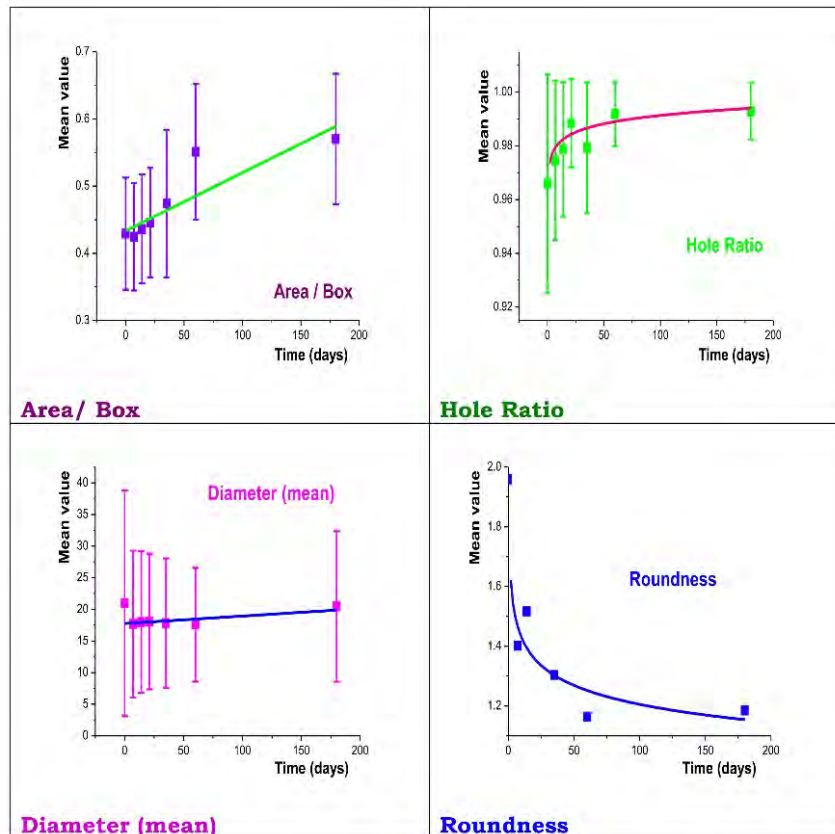 0.7
0.6
0.5
0.4
0.3
Mean value
Area / Box
0 50 100 150 200
Time (days)
Area/ Box
1.00
0.98
0.96
0.94
0.92
Mean value
Hole Ratio
0 50 100 150 200
Time (days)
Hole Ratio
40
35
30
25
20
15
10
5
0
Mean value
Diameter (mean)
0 50 100 150 200
Time (days)
Diameter (mean)
2.0
1.8
1.6
1.4
1.2
Mean value
Roundness
0 50 100 150 200
Time (days)
Roundness